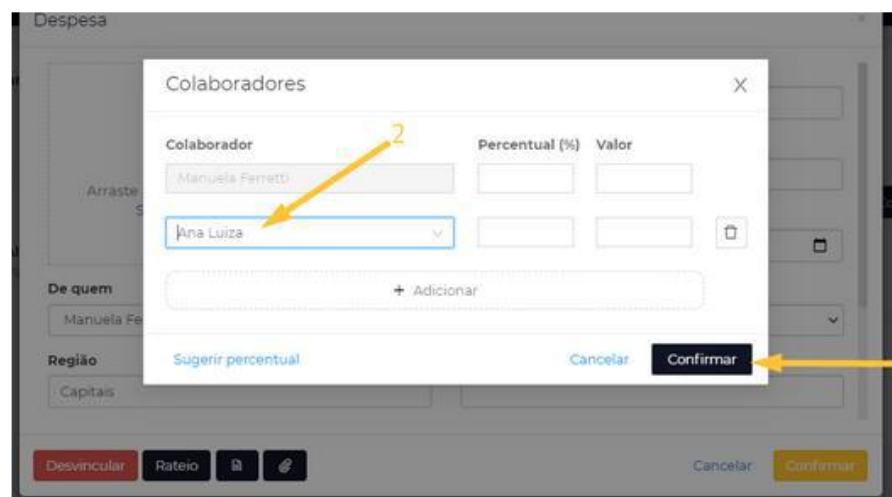 Despesa
Colaboradores
2
Colaborador Percentual (%) Valor
Manuela Ferretti
Arraste
S
Ana Luiza
De quem
+ Adicionar
Manuela Fe
Região
Sugerir percentual Cancelar Confirmar
Capitais
Desvincular Rateio Cancelar Confirmar